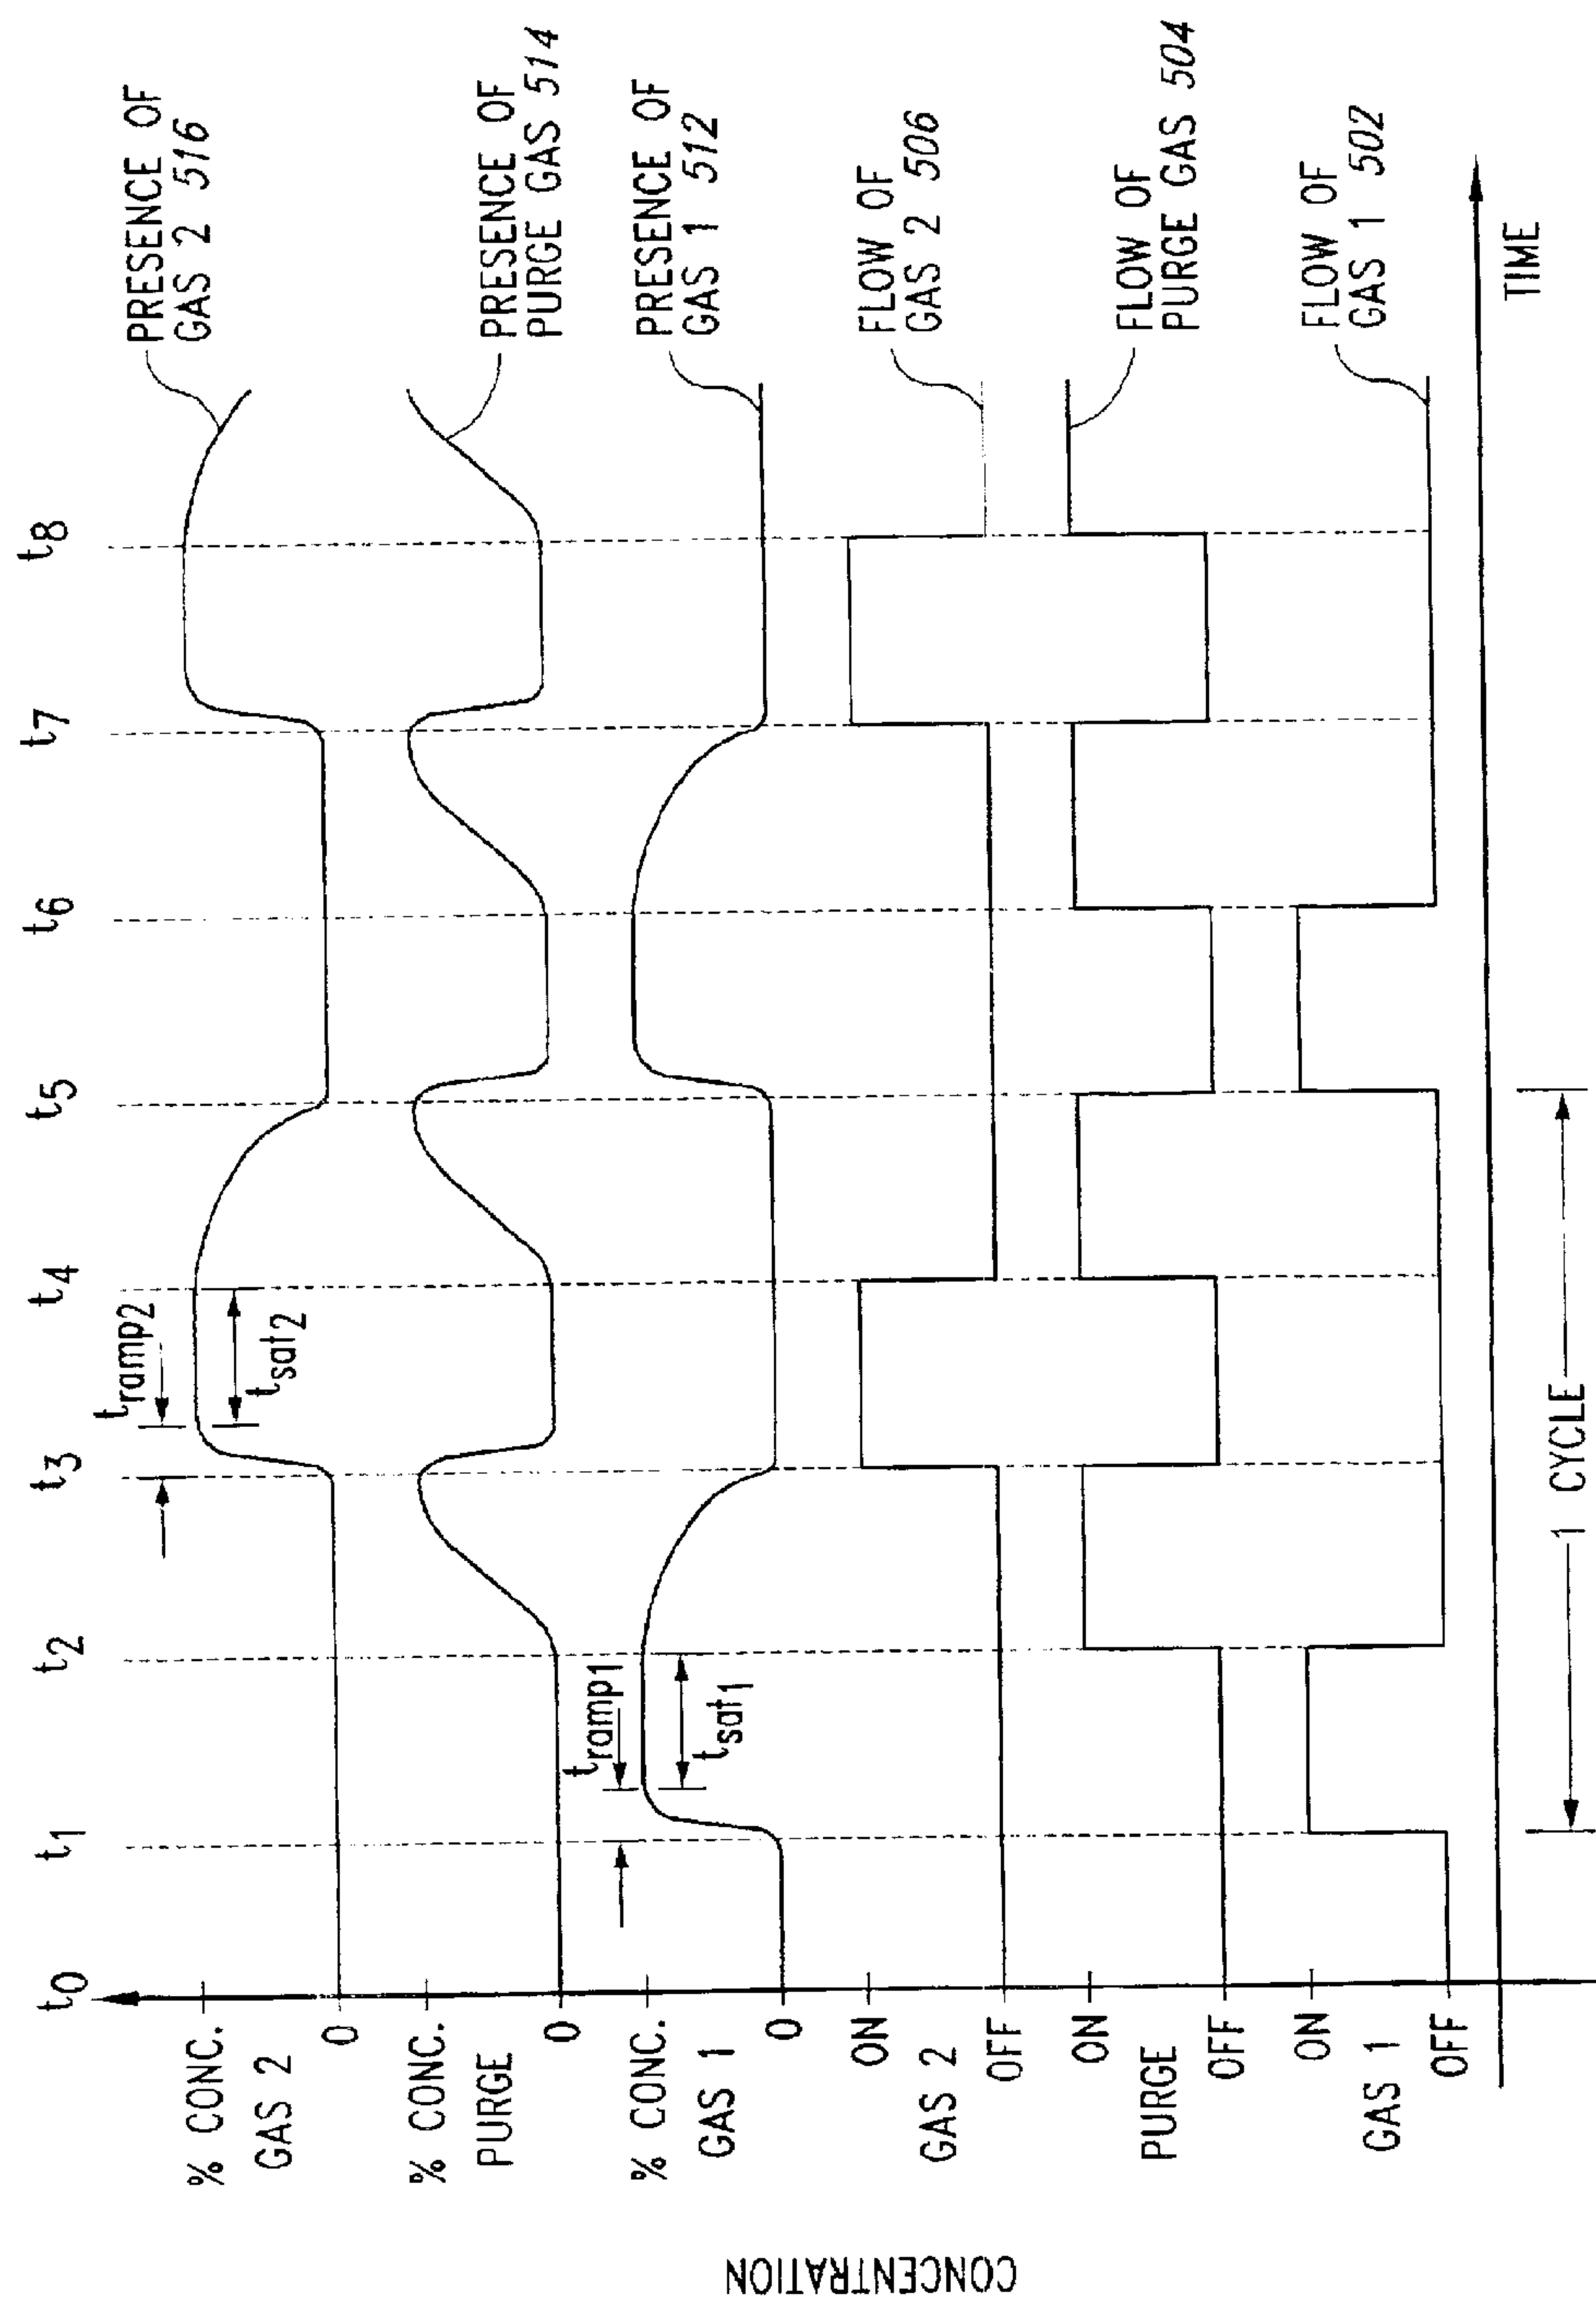 t0 t1 t2 t3 t4 t5 t6 t7 t8
% CONC.
GAS 2
0
tramp2
tsat2
PRESENCE OF
GAS 2 516
% CONC.
PURGE
0
PRESENCE OF
PURGE GAS 514
% CONC.
GAS 1
0
tramp1
tsat1
PRESENCE OF
GAS 1 512
ON
GAS 2
OFF
FLOW OF
GAS 2 506
ON
PURGE
OFF
FLOW OF
PURGE GAS 504
ON
GAS 1
OFF
FLOW OF
GAS 1 502
TIME
1 CYCLE
CONCENTRATION